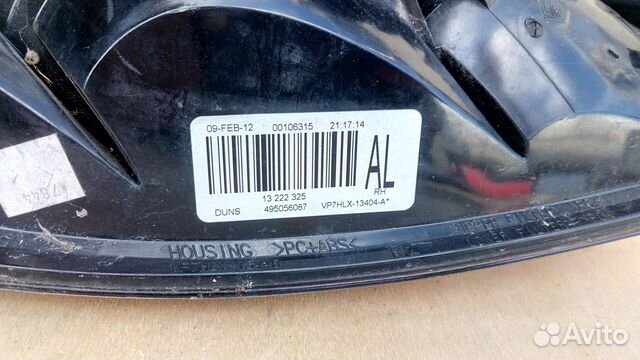 09-FEB-12 00106315 21:17:14
AL
RH
13 222 325
DUNS 495056087 VP7HLX-13404-A*
HOUSING >PC+ABS<
Avito